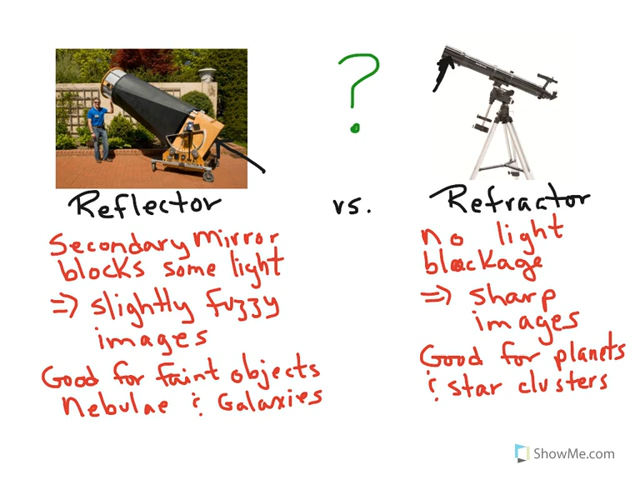 ?
Reflector vs. Refractor
Secondary Mirror
blocks some light
⇒ slightly fuzzy
images
Good for faint objects
Nebulae & Galaxies
no light
blockage
⇒ sharp
images
Good for planets
& star clusters
ShowMe.com